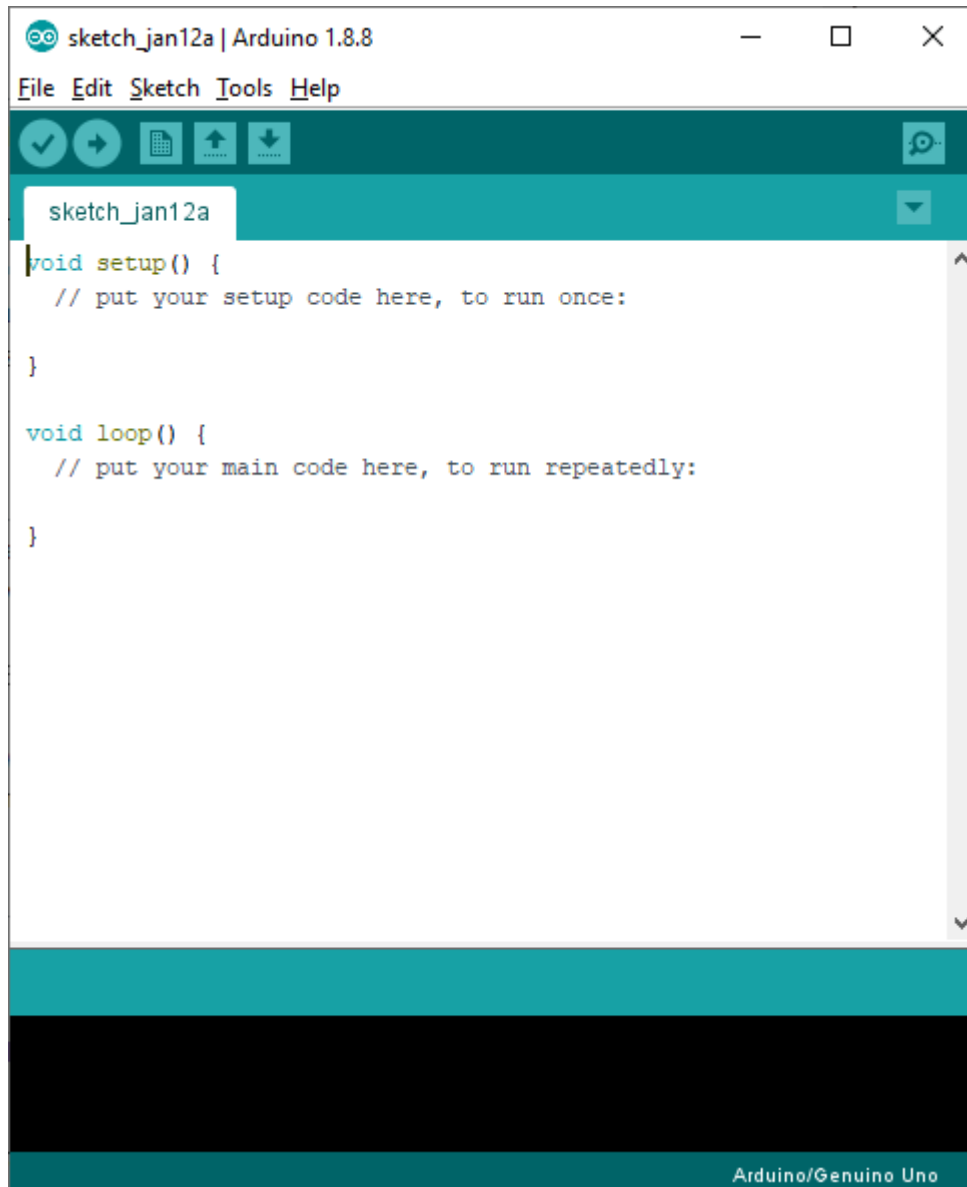 sketch_jan12a | Arduino 1.8.8
File Edit Sketch Tools Help
sketch_jan12a
void setup() {
  // put your setup code here, to run once:
}
void loop() {
  // put your main code here, to run repeatedly:
}
Arduino/Genuino Uno